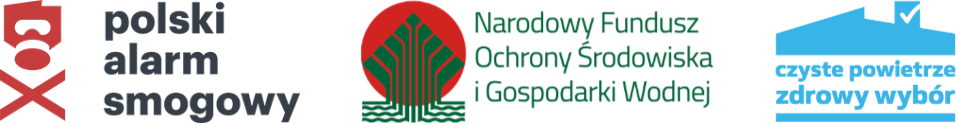 polski
alarm
smogowy
Narodowy Fundusz
Ochrony Środowiska
i Gospodarki Wodnej
czyste powietrze
zdrowy wybór